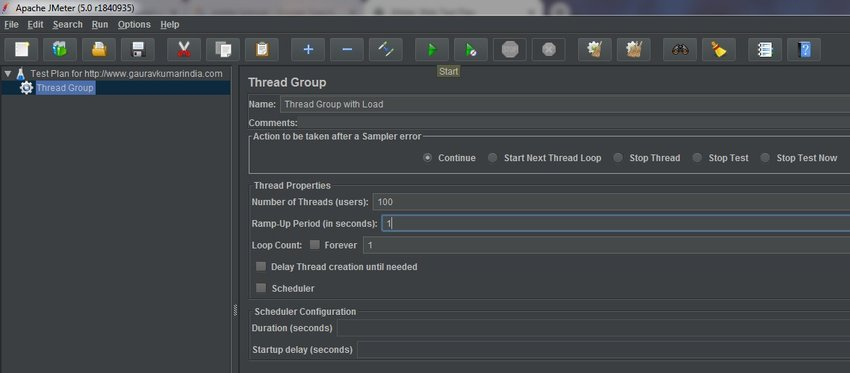 Apache JMeter (5.0 r1840935)
File Edit Search Run Options Help
Start
Test Plan for http://www.gauravkumarindia.com
Thread Group
Thread Group
Name: Thread Group with Load
Comments:
Action to be taken after a Sampler error
Continue Start Next Thread Loop Stop Thread Stop Test Stop Test Now
Thread Properties
Number of Threads (users): 100
Ramp-Up Period (in seconds): 1
Loop Count: Forever 1
Delay Thread creation until needed
Scheduler
Scheduler Configuration
Duration (seconds)
Startup delay (seconds)